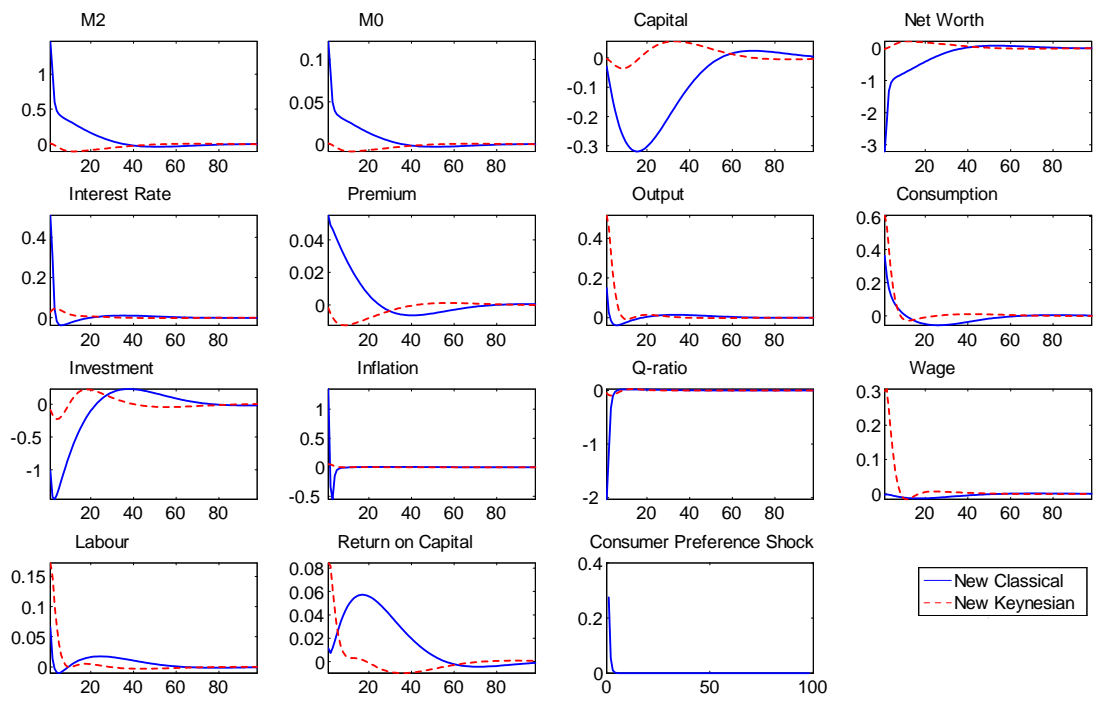 M2
M0
Capital
Net Worth
1
0.5
0
20 40 60 80
0.1
0.05
0
20 40 60 80
0
-0.1
-0.2
-0.3
20 40 60 80 100
0
-1
-2
-3
20 40 60 80
Interest Rate
Premium
Output
Consumption
0.4
0.2
0
20 40 60 80
0.04
0.02
0
20 40 60 80
0.4
0.2
0
20 40 60 80 100
0.6
0.4
0.2
0
20 40 60 80
Investment
Inflation
Q-ratio
Wage
0
-0.5
-1
20 40 60 80
1
0.5
0
-0.5
20 40 60 80
0
-1
-2
20 40 60 80 100
0.3
0.2
0.1
0
20 40 60 80
Labour
Return on Capital
Consumer Preference Shock
0.15
0.1
0.05
0
20 40 60 80
0.08
0.06
0.04
0.02
0
20 40 60 80
0.4
0.2
0
0 50 100
New Classical
New Keynesian